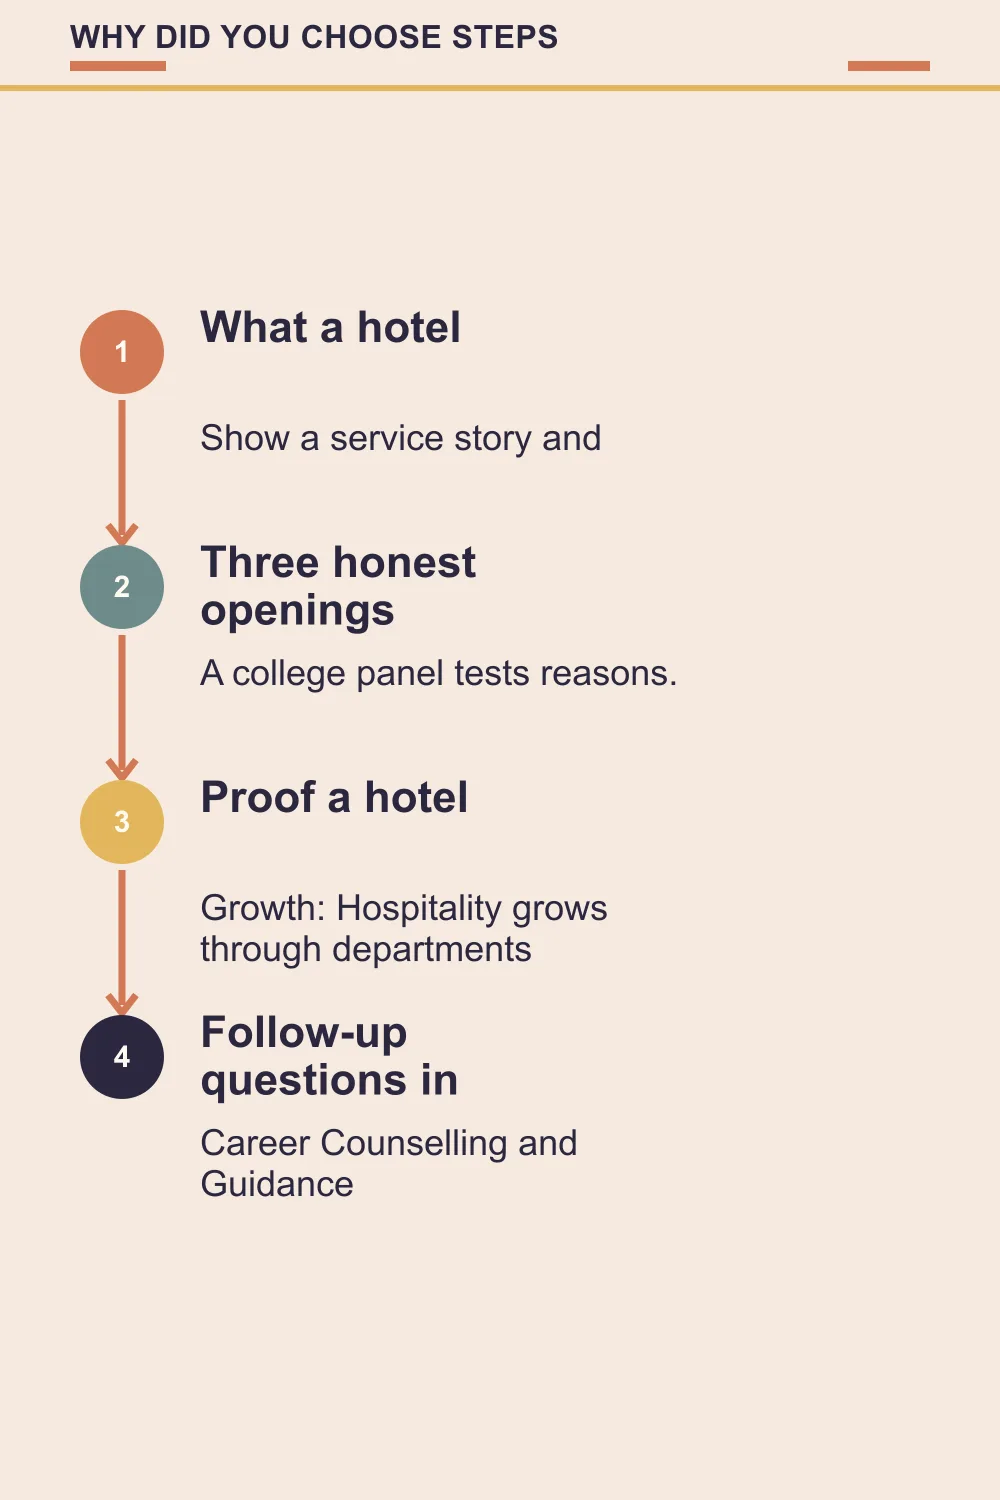 WHY DID YOU CHOOSE STEPS
1
What a hotel
Show a service story and
2
Three honest
openings
A college panel tests reasons.
3
Proof a hotel
Growth: Hospitality grows
through departments
4
Follow-up
questions in
Career Counselling and
Guidance